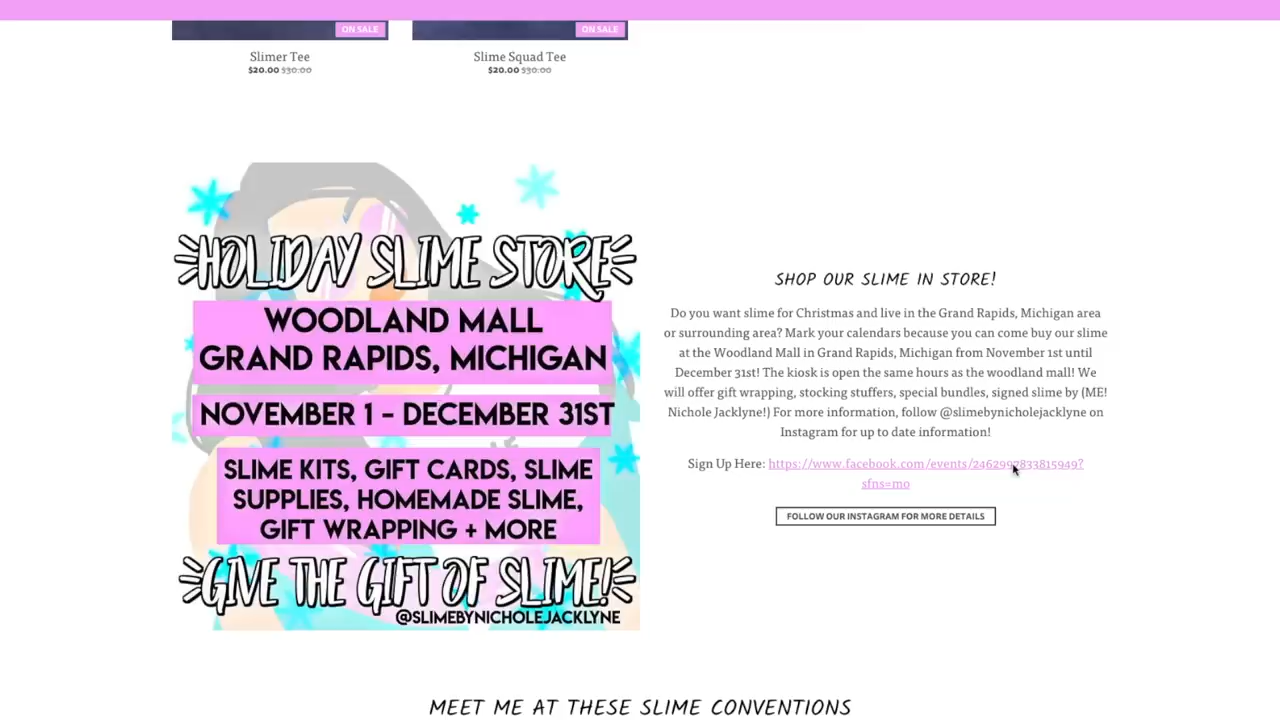 ON SALE
ON SALE
Slimer Tee
Slime Squad Tee
$20.00 $30.00
$20.00 $30.00
HOLIDAY SLIME STORE
WOODLAND MALL
GRAND RAPIDS, MICHIGAN
NOVEMBER 1 - DECEMBER 31ST
SLIME KITS, GIFT CARDS, SLIME
SUPPLIES, HOMEMADE SLIME,
GIFT WRAPPING + MORE
GIVE THE GIFT OF SLIME!
@SLIMEBYNICHOLEJACKLYNE
SHOP OUR SLIME IN STORE!
Do you want slime for Christmas and live in the Grand Rapids, Michigan area
or surrounding area? Mark your calendars because you can come buy our slime
at the Woodland Mall in Grand Rapids, Michigan from November 1st until
December 31st! The kiosk is open the same hours as the woodland mall! We
will offer gift wrapping, stocking stuffers, special bundles, signed slime by (ME!
Nichole Jacklyne!) For more information, follow @slimebynicholejacklyne on
Instagram for up to date information!
Sign Up Here: https://www.facebook.com/events/2462997833815949?
sfns=mo
FOLLOW OUR INSTAGRAM FOR MORE DETAILS
MEET ME AT THESE SLIME CONVENTIONS